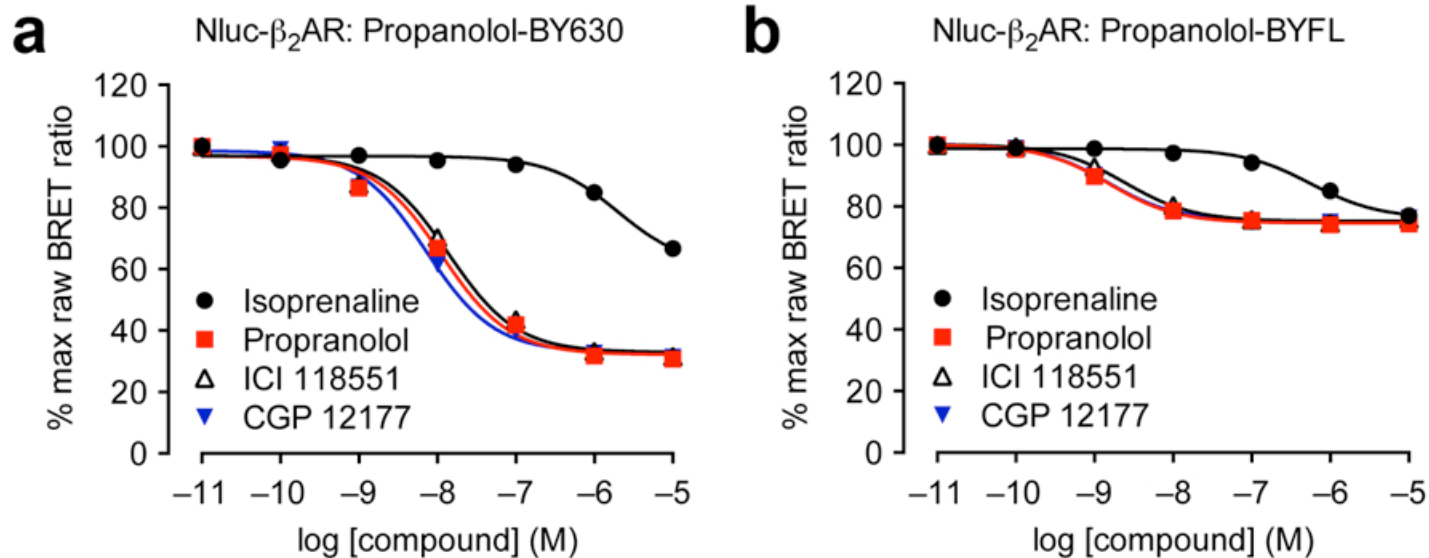 a
Nluc-β₂AR: Propanolol-BY630
% max raw BRET ratio
120
100
80
60
40
20
0
Isoprenaline
Propranolol
ICI 118551
CGP 12177
–11 –10 –9 –8 –7 –6 –5
log [compound] (M)
b
Nluc-β₂AR: Propanolol-BYFL
% max raw BRET ratio
120
100
80
60
40
20
0
Isoprenaline
Propranolol
ICI 118551
CGP 12177
–11 –10 –9 –8 –7 –6 –5
log [compound] (M)